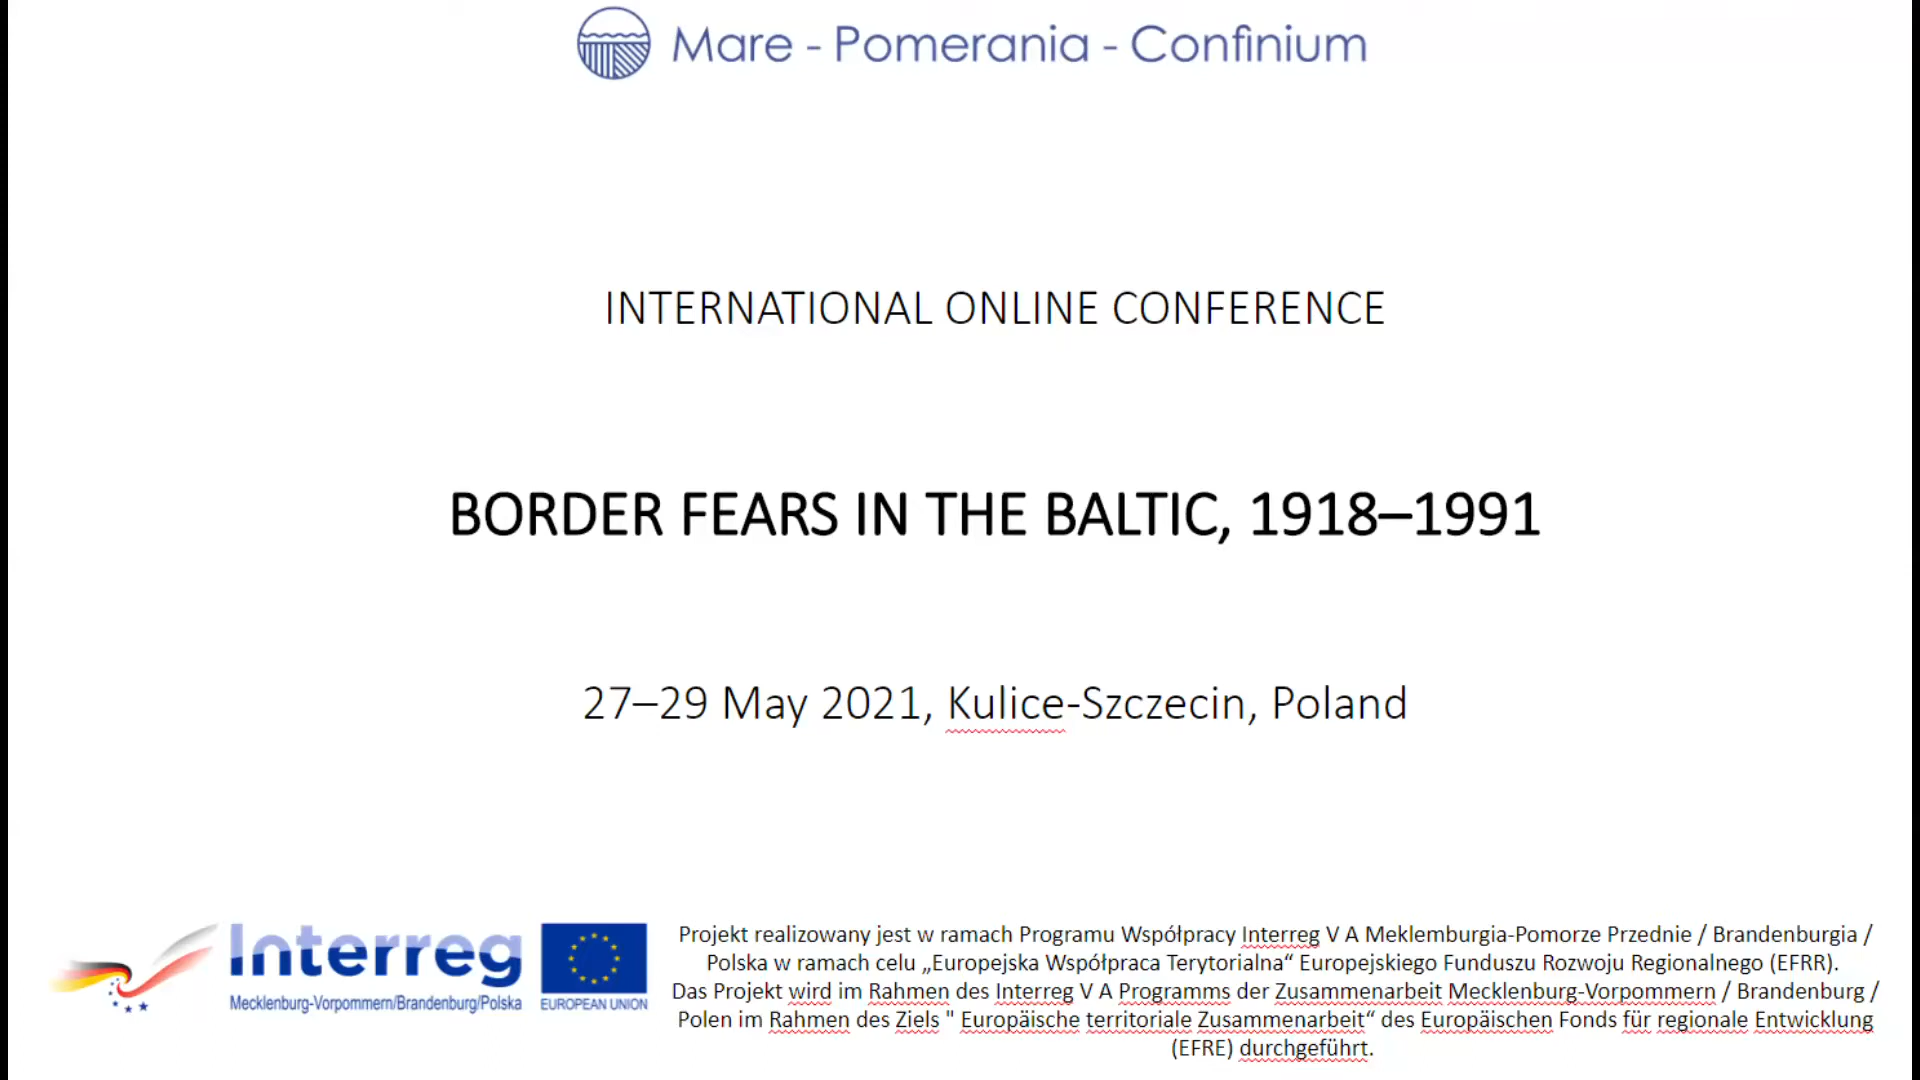 Mare - Pomerania - Confinium
INTERNATIONAL ONLINE CONFERENCE
BORDER FEARS IN THE BALTIC, 1918–1991
27–29 May 2021, Kulice-Szczecin, Poland
Interreg
Mecklenburg-Vorpommern/Brandenburg/Polska
EUROPEAN UNION
Projekt realizowany jest w ramach Programu Współpracy Interreg V A Meklemburgia-Pomorze Przednie / Brandenburgia /
Polska w ramach celu „Europejska Współpraca Terytorialna“ Europejskiego Funduszu Rozwoju Regionalnego (EFRR).
Das Projekt wird im Rahmen des Interreg V A Programms der Zusammenarbeit Mecklenburg-Vorpommern / Brandenburg /
Polen im Rahmen des Ziels " Europäische territoriale Zusammenarbeit“ des Europäischen Fonds für regionale Entwicklung
(EFRE) durchgeführt.